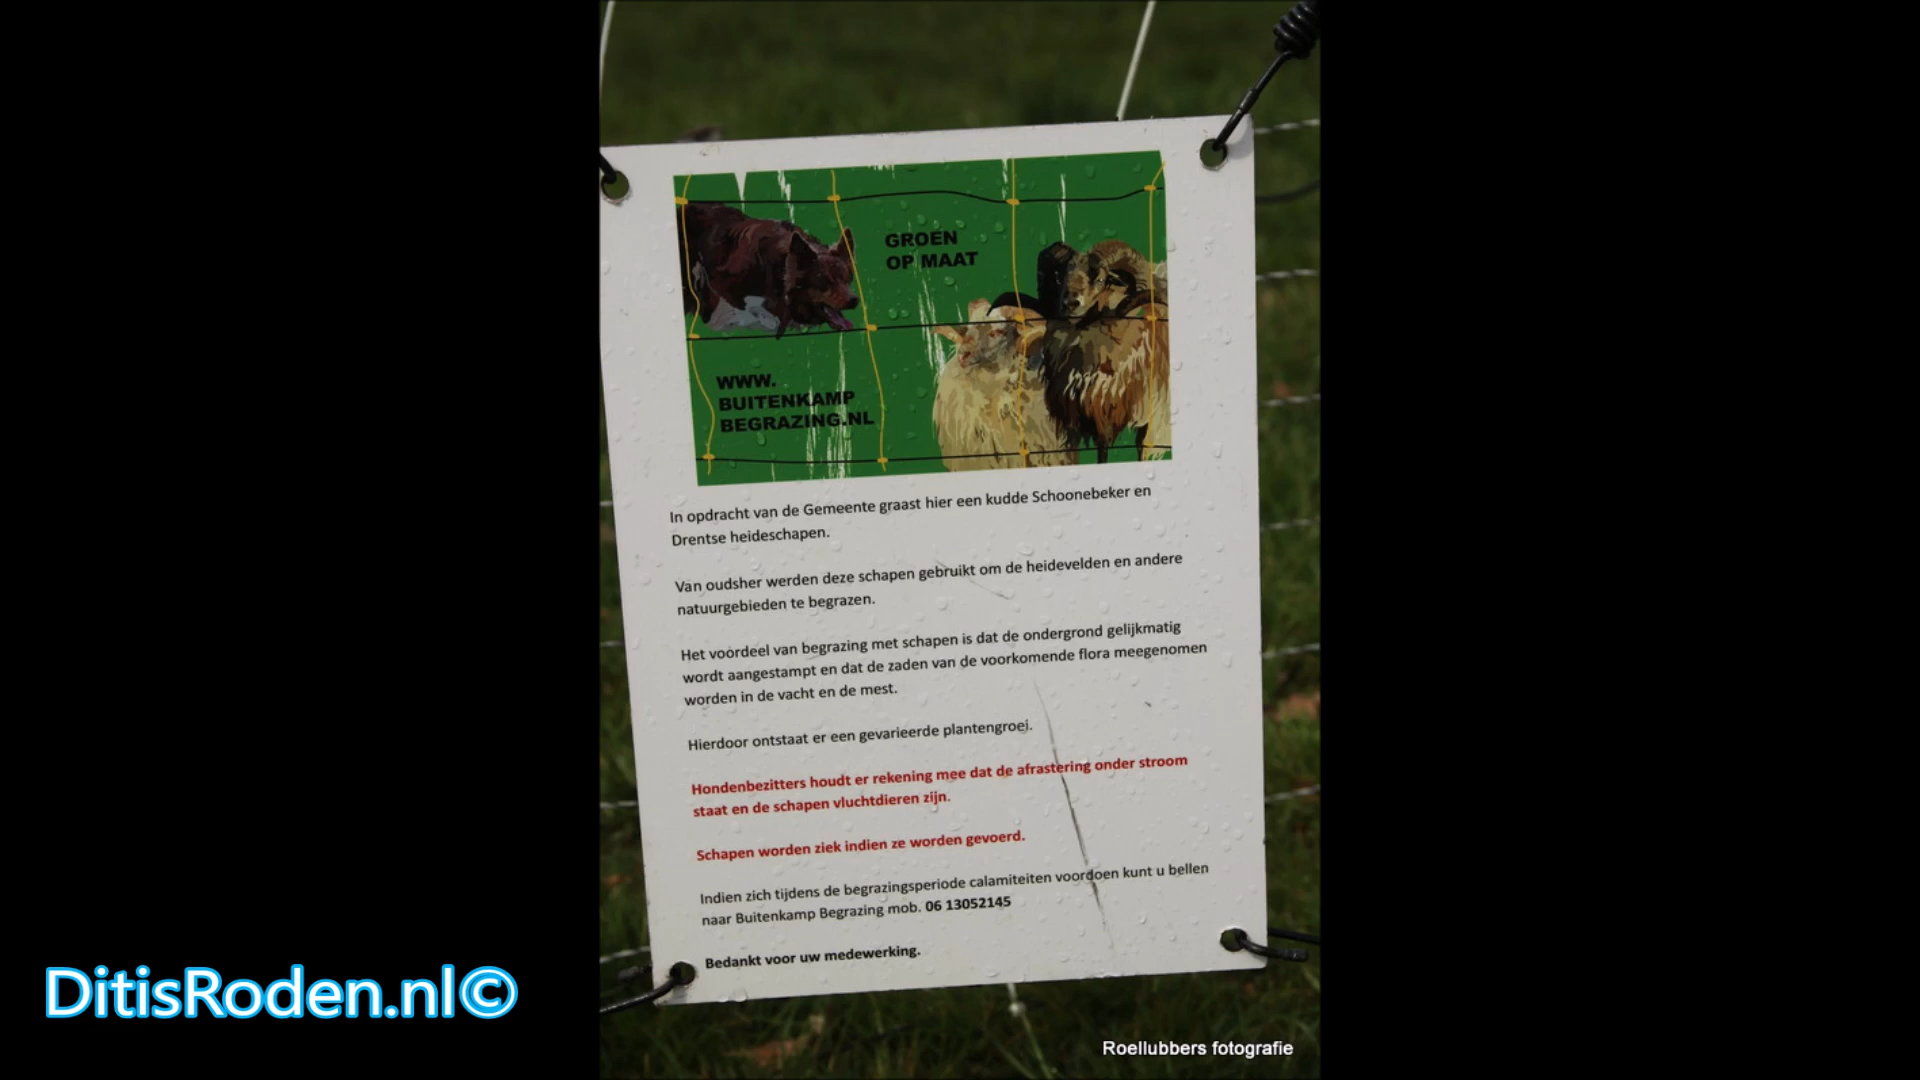 GROEN
OP MAAT
WWW.
BUITENKAMP
BEGRAZING.NL
In opdracht van de Gemeente graast hier een kudde Schoonebeker en
Drentse heideschapen.
Van oudsher werden deze schapen gebruikt om de heidevelden en andere
natuurgebieden te begrazen.
Het voordeel van begrazing met schapen is dat de ondergrond gelijkmatig
wordt aangestampt en dat de zaden van de voorkomende flora meegenomen
worden in de vacht en de mest.
Hierdoor ontstaat er een gevarieerde plantengroei.
Hondenbezitters houdt er rekening mee dat de afrastering onder stroom
staat en de schapen vluchtdieren zijn.
Schapen worden ziek indien ze worden gevoerd.
Indien zich tijdens de begrazingsperiode calamiteiten voordoen kunt u bellen
naar Buitenkamp Begrazing mob. 06 13052145
Bedankt voor uw medewerking.
DitisRoden.nl©
Roellubbers fotografie